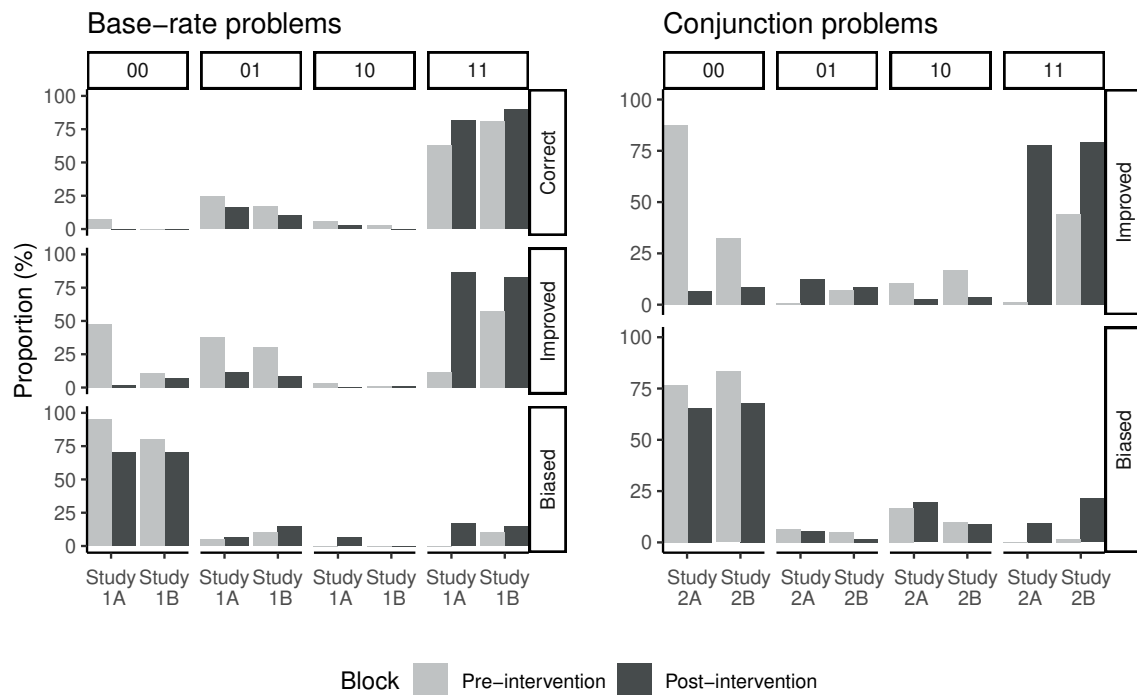 Base−rate problems
Conjunction problems
00
01
10
11
00
01
10
11
Proportion (%)
100
75
50
25
0
Correct
100
75
50
25
0
Improved
100
75
50
25
0
Biased
100
75
50
25
0
Improved
100
75
50
25
0
Biased
Study 1A
Study 1B
Study 1A
Study 1B
Study 1A
Study 1B
Study 1A
Study 1B
Study 2A
Study 2B
Study 2A
Study 2B
Study 2A
Study 2B
Study 2A
Study 2B
Block Pre−intervention Post−intervention